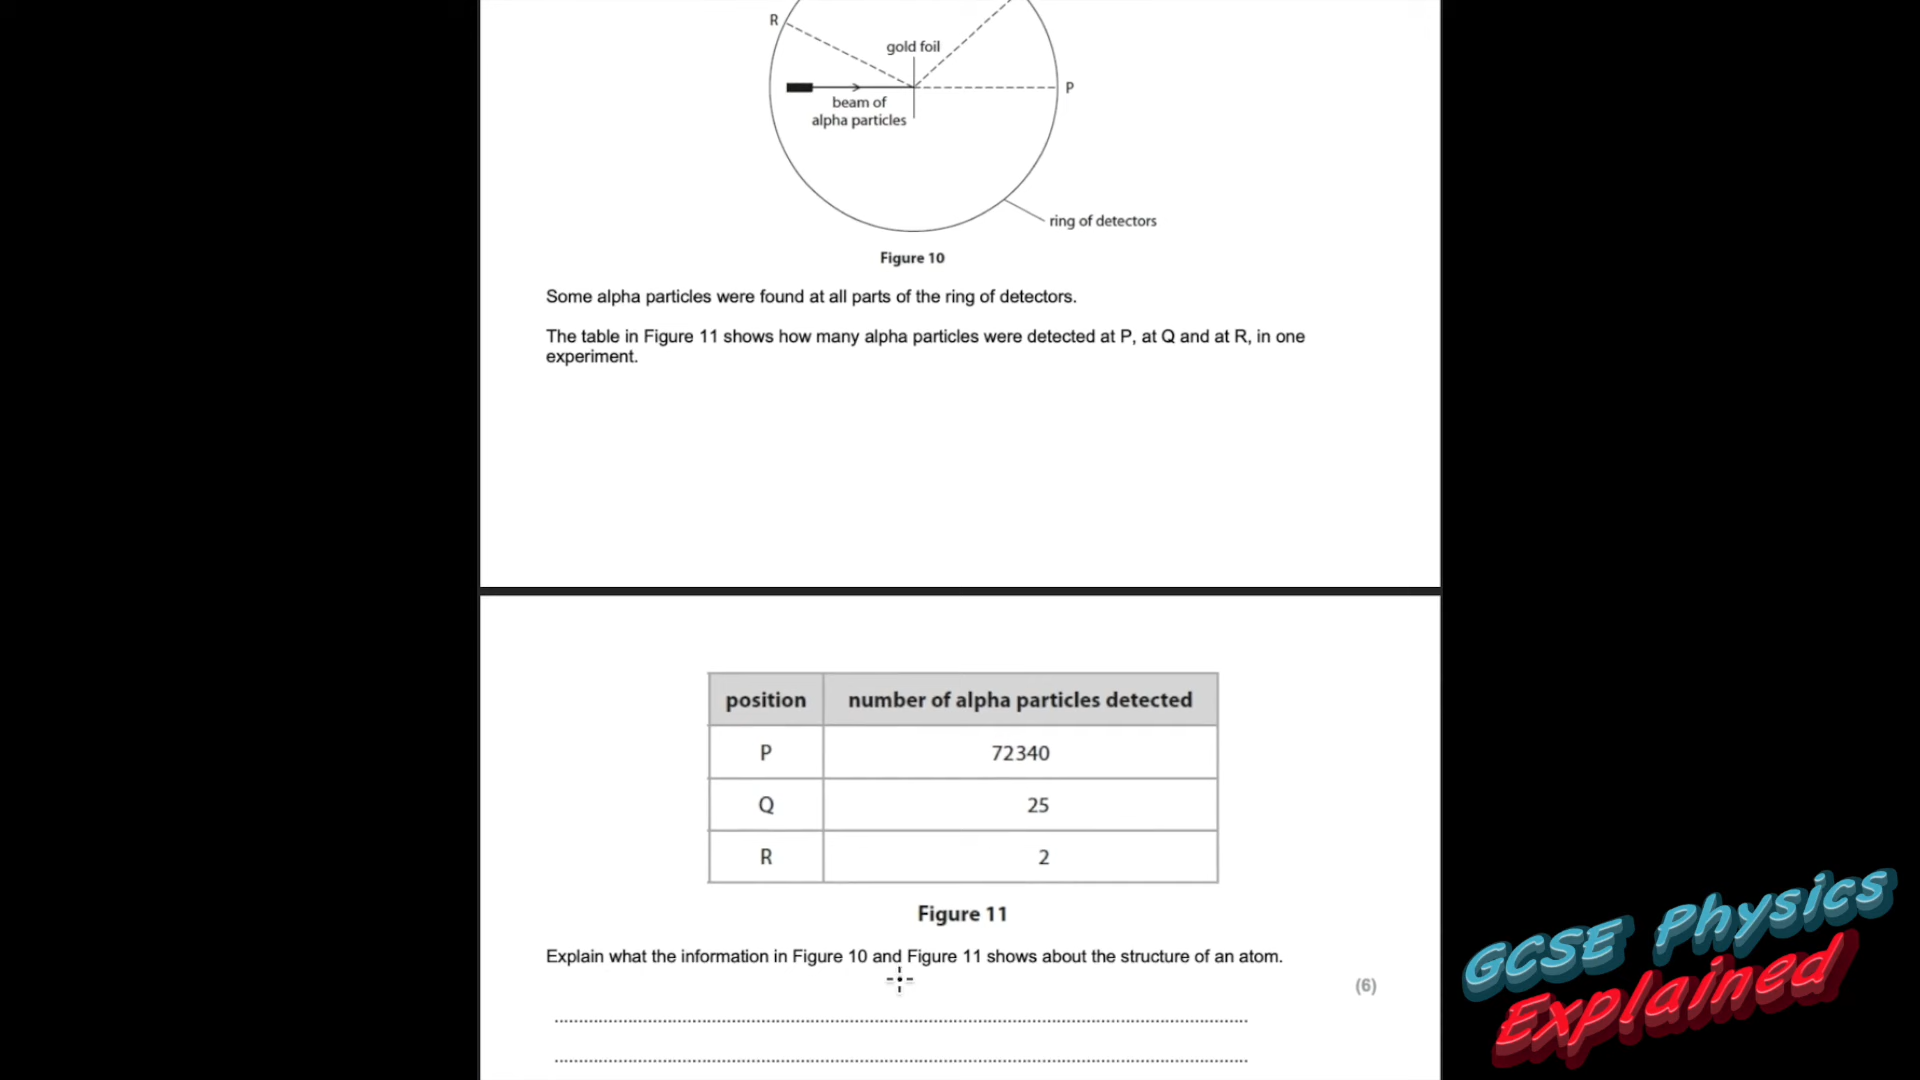 R
gold foil
P
beam of
alpha particles
ring of detectors
Figure 10
Some alpha particles were found at all parts of the ring of detectors.
The table in Figure 11 shows how many alpha particles were detected at P, at Q and at R, in one
experiment.
position number of alpha particles detected
P 72340
Q 25
R 2
Figure 11
Explain what the information in Figure 10 and Figure 11 shows about the structure of an atom.
(6)
GCSE Physics
Explained